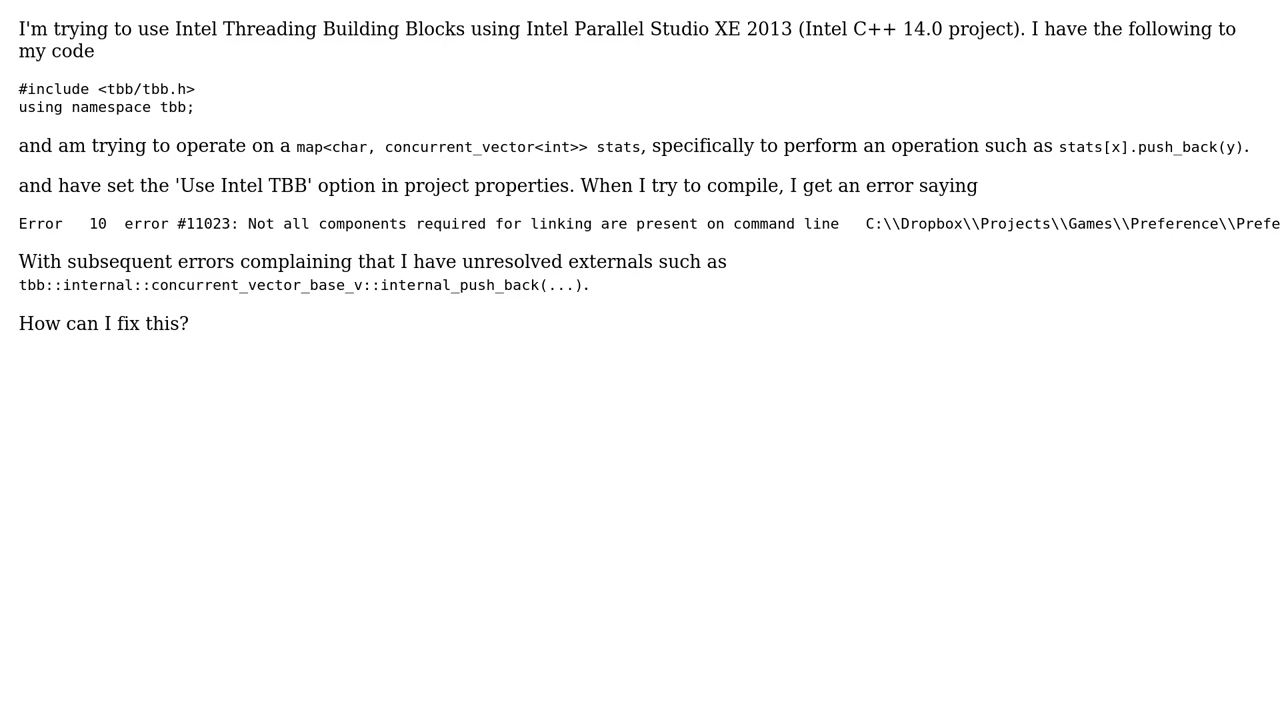 I'm trying to use Intel Threading Building Blocks using Intel Parallel Studio XE 2013 (Intel C++ 14.0 project). I have the following to
my code
#include <tbb/tbb.h>
using namespace tbb;
and am trying to operate on a map<char, concurrent_vector<int>> stats, specifically to perform an operation such as stats[x].push_back(y).
and have set the 'Use Intel TBB' option in project properties. When I try to compile, I get an error saying
Error   10  error #11023: Not all components required for linking are present on command line   C:\\Dropbox\\Projects\\Games\\Preference\\Prefe
With subsequent errors complaining that I have unresolved externals such as
tbb::internal::concurrent_vector_base_v::internal_push_back(...).
How can I fix this?